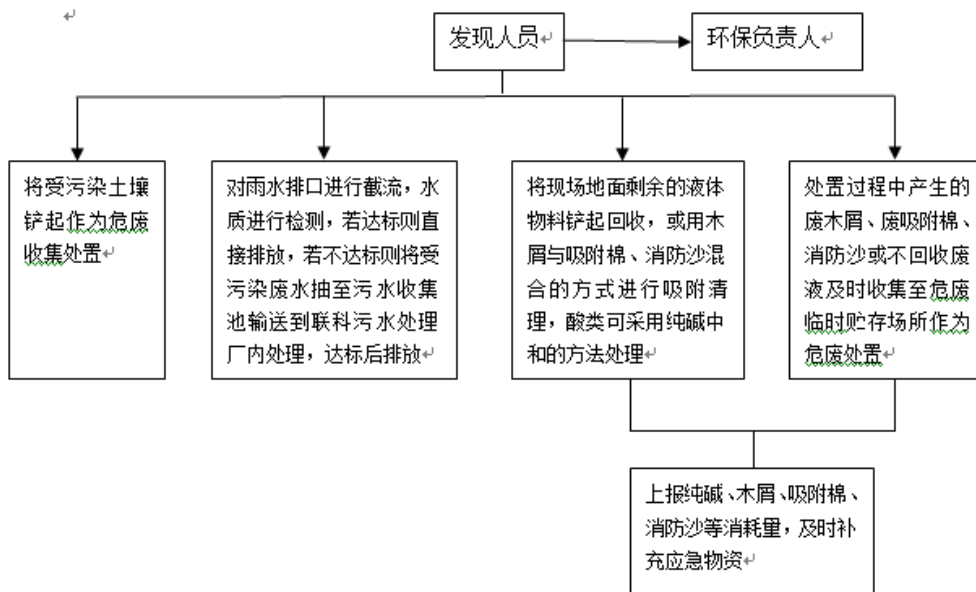 发现人员
环保负责人
将受污染土壤
铲起作为危废
收集处置
对雨水排口进行截流，水
质进行检测，若达标则直
接排放，若不达标则将受
污染废水抽至污水收集
池输送到联科污水处理
厂内处理，达标后排放
将现场地面剩余的液体
物料铲起回收，或用木
屑与吸附棉、消防沙混
合的方式进行吸附清
理，酸类可采用纯碱中
和的方法处理
处置过程中产生的
废木屑、废吸附棉、
消防沙或不回收废
液及时收集至危废
临时贮存场所作为
危废处置
上报纯碱、木屑、吸附棉、
消防沙等消耗量，及时补
充应急物资